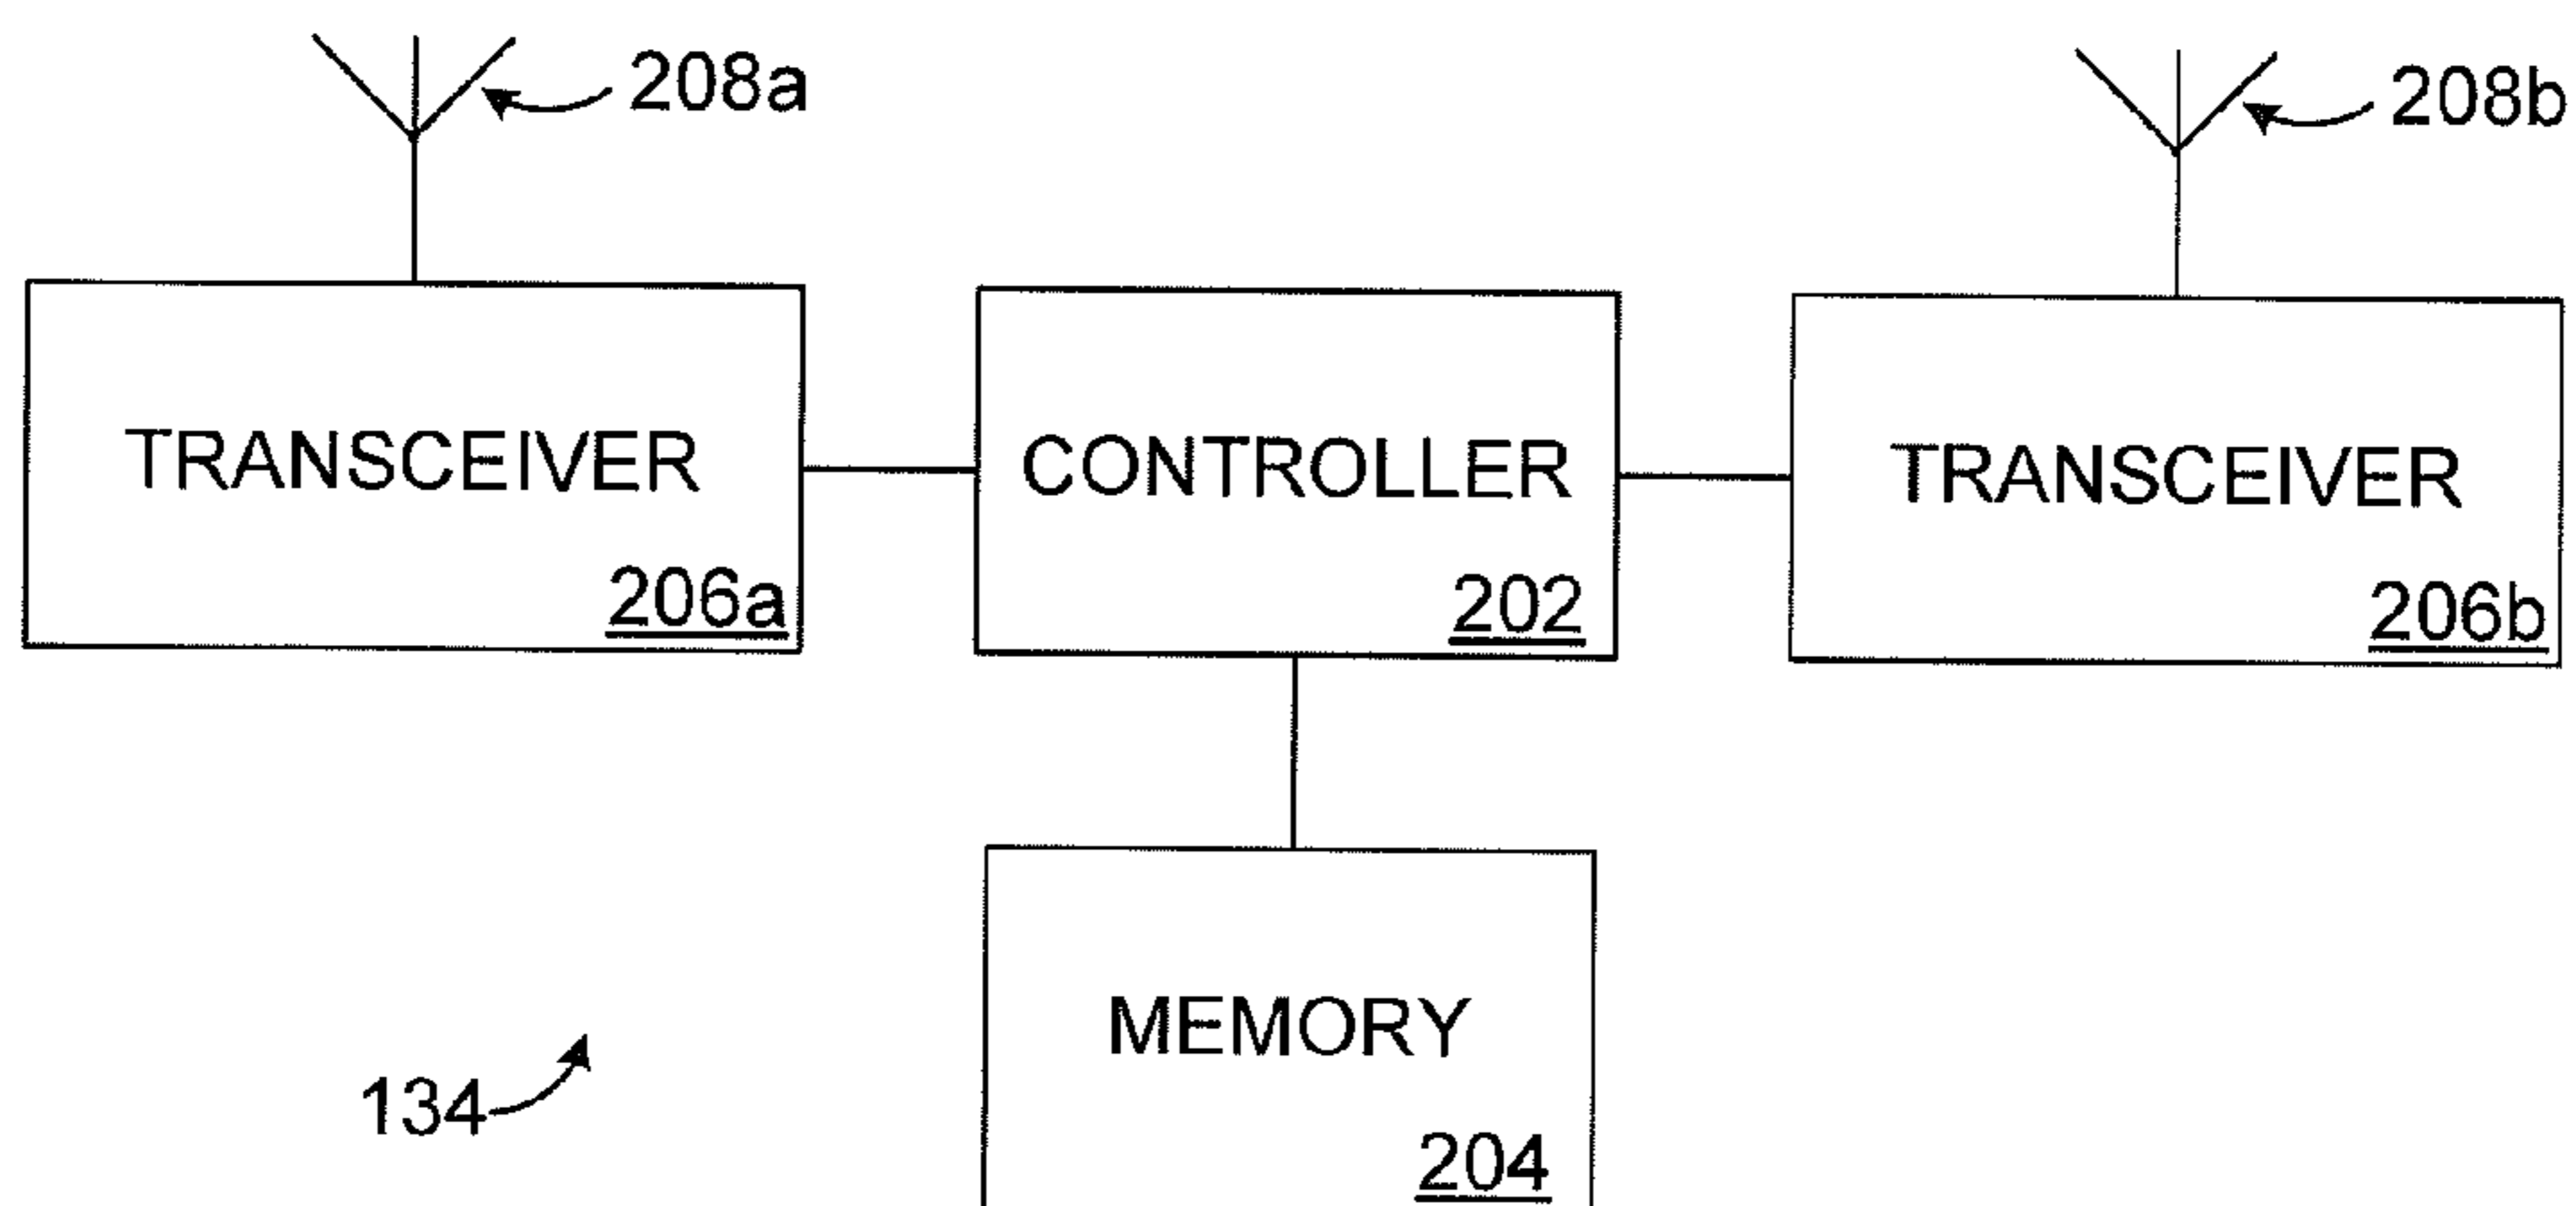 208a
208b
TRANSCEIVER
CONTROLLER
TRANSCEIVER
206a
202
206b
MEMORY
134
204